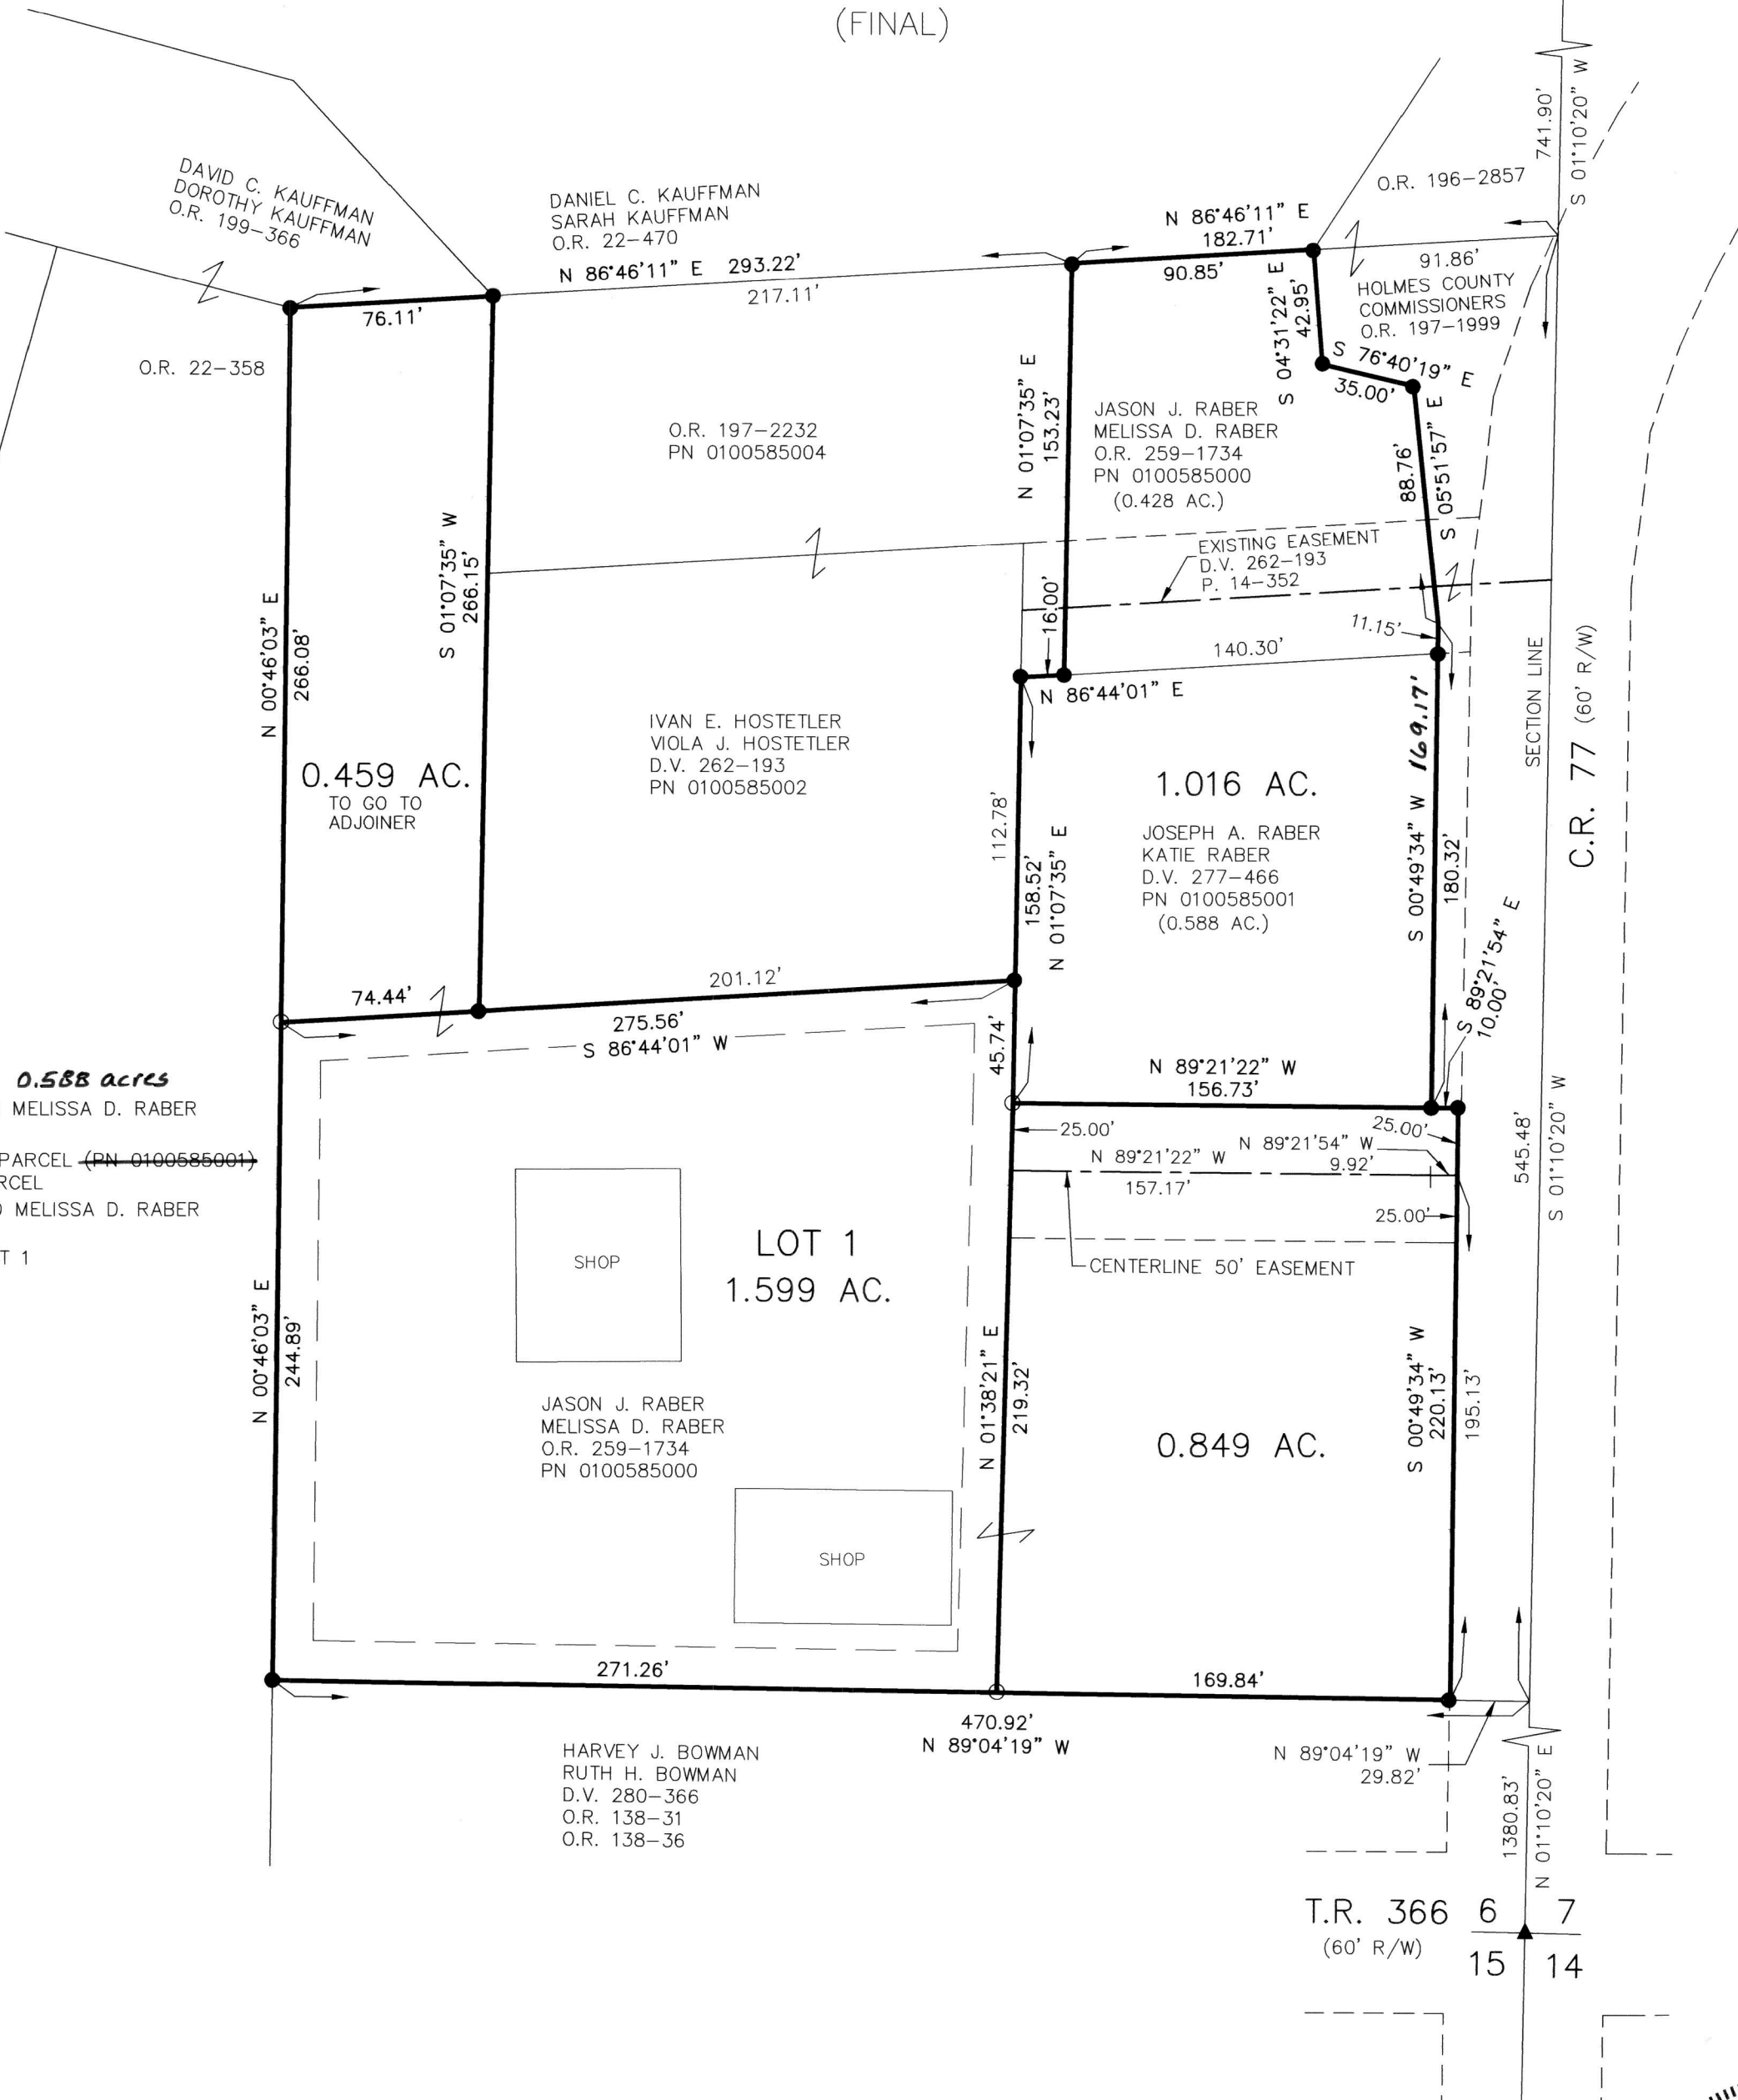 (FINAL)
741.90'
S 01°10'20" W
DAVID C. KAUFFMAN
DOROTHY KAUFFMAN
O.R. 199-366
DANIEL C. KAUFFMAN
SARAH KAUFFMAN
O.R. 22-470
N 86°46'11" E 293.22'
217.11'
76.11'
N 86°46'11" E
182.71'
90.85'
O.R. 196-2857
91.86'
HOLMES COUNTY
COMMISSIONERS
O.R. 197-1999
S 04°31'22" E
42.95'
S 76°40'19" E
35.00'
S 05°51'57" E
88.76'
O.R. 22-358
O.R. 197-2232
PN 0100585004
N 01°07'35" E
153.23'
JASON J. RABER
MELISSA D. RABER
O.R. 259-1734
PN 0100585000
(0.428 AC.)
EXISTING EASEMENT
D.V. 262-193
P. 14-352
S 01°07'35" W
266.15'
N 00°46'03" E
266.08'
16.00'
11.15'
140.30'
N 86°44'01" E
SECTION LINE
C.R. 77 (60' R/W)
0.459 AC.
TO GO TO
ADJOINER
IVAN E. HOSTETLER
VIOLA J. HOSTETLER
D.V. 262-193
PN 0100585002
1.016 AC.
JOSEPH A. RABER
KATIE RABER
D.V. 277-466
PN 0100585001
(0.588 AC.)
112.78'
158.52'
N 01°07'35" E
S 00°49'34" W 169.17'
180.32'
S 89°21'54" E
10.00'
74.44'
201.12'
275.56'
S 86°44'01" W
45.74'
N 89°21'22" W
156.73'
0.588 acres
MELISSA D. RABER
PARCEL (PN 0100585001)
RCEL
D MELISSA D. RABER
T 1
25.00'
25.00'
N 89°21'22" W
157.17'
N 89°21'54" W
9.92'
25.00'
CENTERLINE 50' EASEMENT
545.48'
S 01°10'20" W
SHOP
LOT 1
1.599 AC.
N 00°46'03" E
244.89'
N 01°38'21" E
219.32'
S 00°49'34" W
220.13'
195.13'
JASON J. RABER
MELISSA D. RABER
O.R. 259-1734
PN 0100585000
0.849 AC.
SHOP
271.26'
169.84'
470.92'
N 89°04'19" W
HARVEY J. BOWMAN
RUTH H. BOWMAN
D.V. 280-366
O.R. 138-31
O.R. 138-36
N 89°04'19" W
29.82'
1380.83'
N 01°10'20" E
T.R. 366
(60' R/W)
6 7
15 14